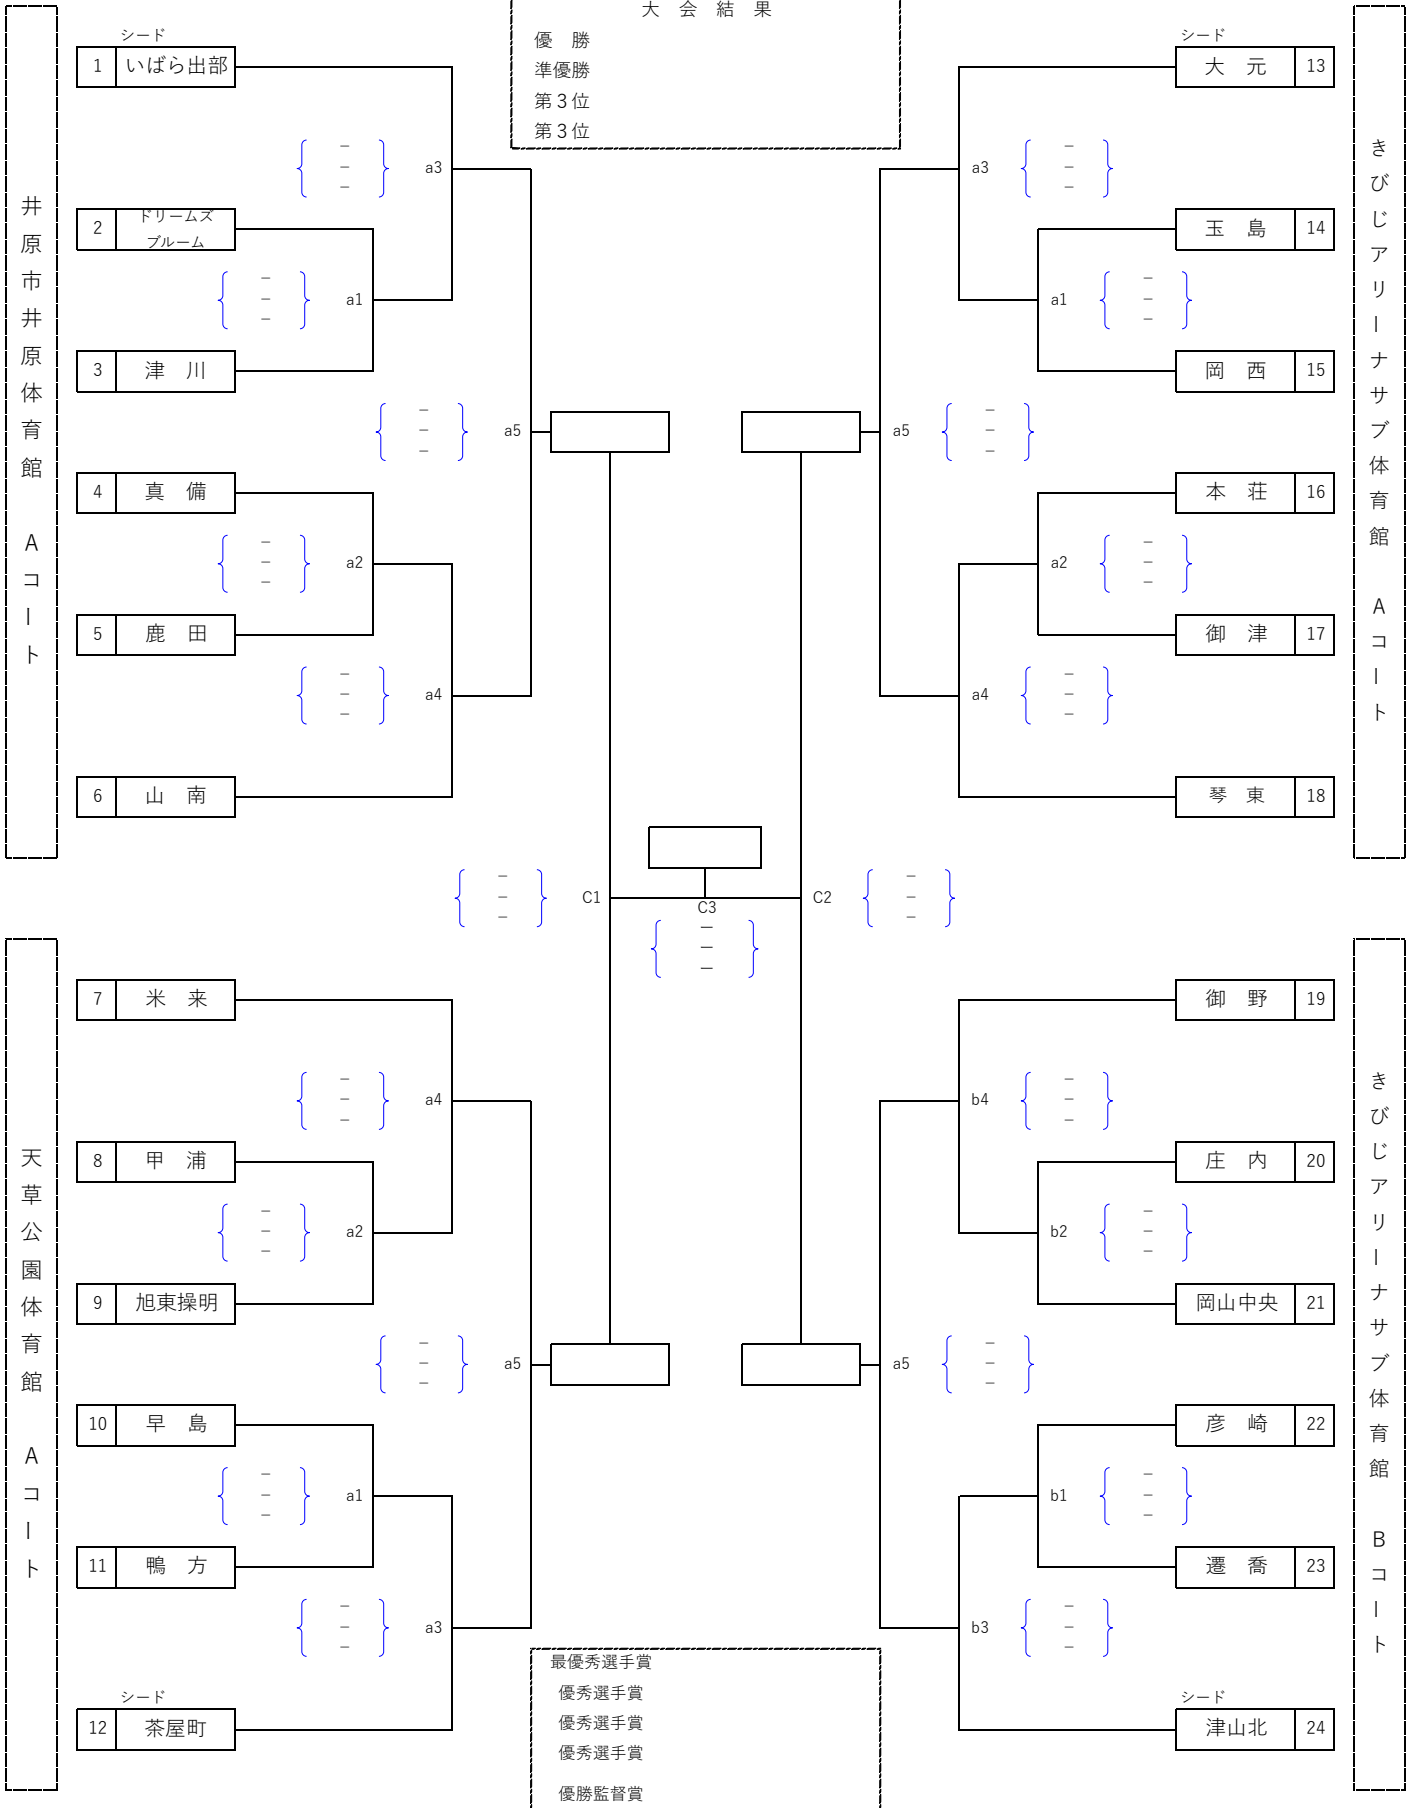 大 会 結 果
優 勝
準優勝
第３位
第３位
井原市井原体育館 Aコート
シード
1 いばら出部
－
－
－
a3
2 ドリームズ
ブルーム
－
－
－
a1
3 津 川
－
－
－
a5
4 真 備
－
－
－
a2
5 鹿 田
－
－
－
a4
6 山 南
きびじアリーナサブ体育館 Aコート
シード
大 元 13
a3
－
－
－
玉 島 14
a1
－
－
－
岡 西 15
a5
－
－
－
本 荘 16
a2
－
－
－
御 津 17
a4
－
－
－
琴 東 18
－
－
－
C1
C3
－
－
－
C2
－
－
－
天草公園体育館 Aコート
7 米 来
－
－
－
a4
8 甲 浦
－
－
－
a2
9 旭東操明
－
－
－
a5
10 早 島
－
－
－
a1
11 鴨 方
－
－
－
a3
シード
12 茶屋町
きびじアリーナサブ体育館 Bコート
御 野 19
b4
－
－
－
庄 内 20
b2
－
－
－
岡山中央 21
a5
－
－
－
彦 崎 22
b1
－
－
－
遷 喬 23
b3
－
－
－
シード
津山北 24
最優秀選手賞
優秀選手賞
優秀選手賞
優秀選手賞
優勝監督賞